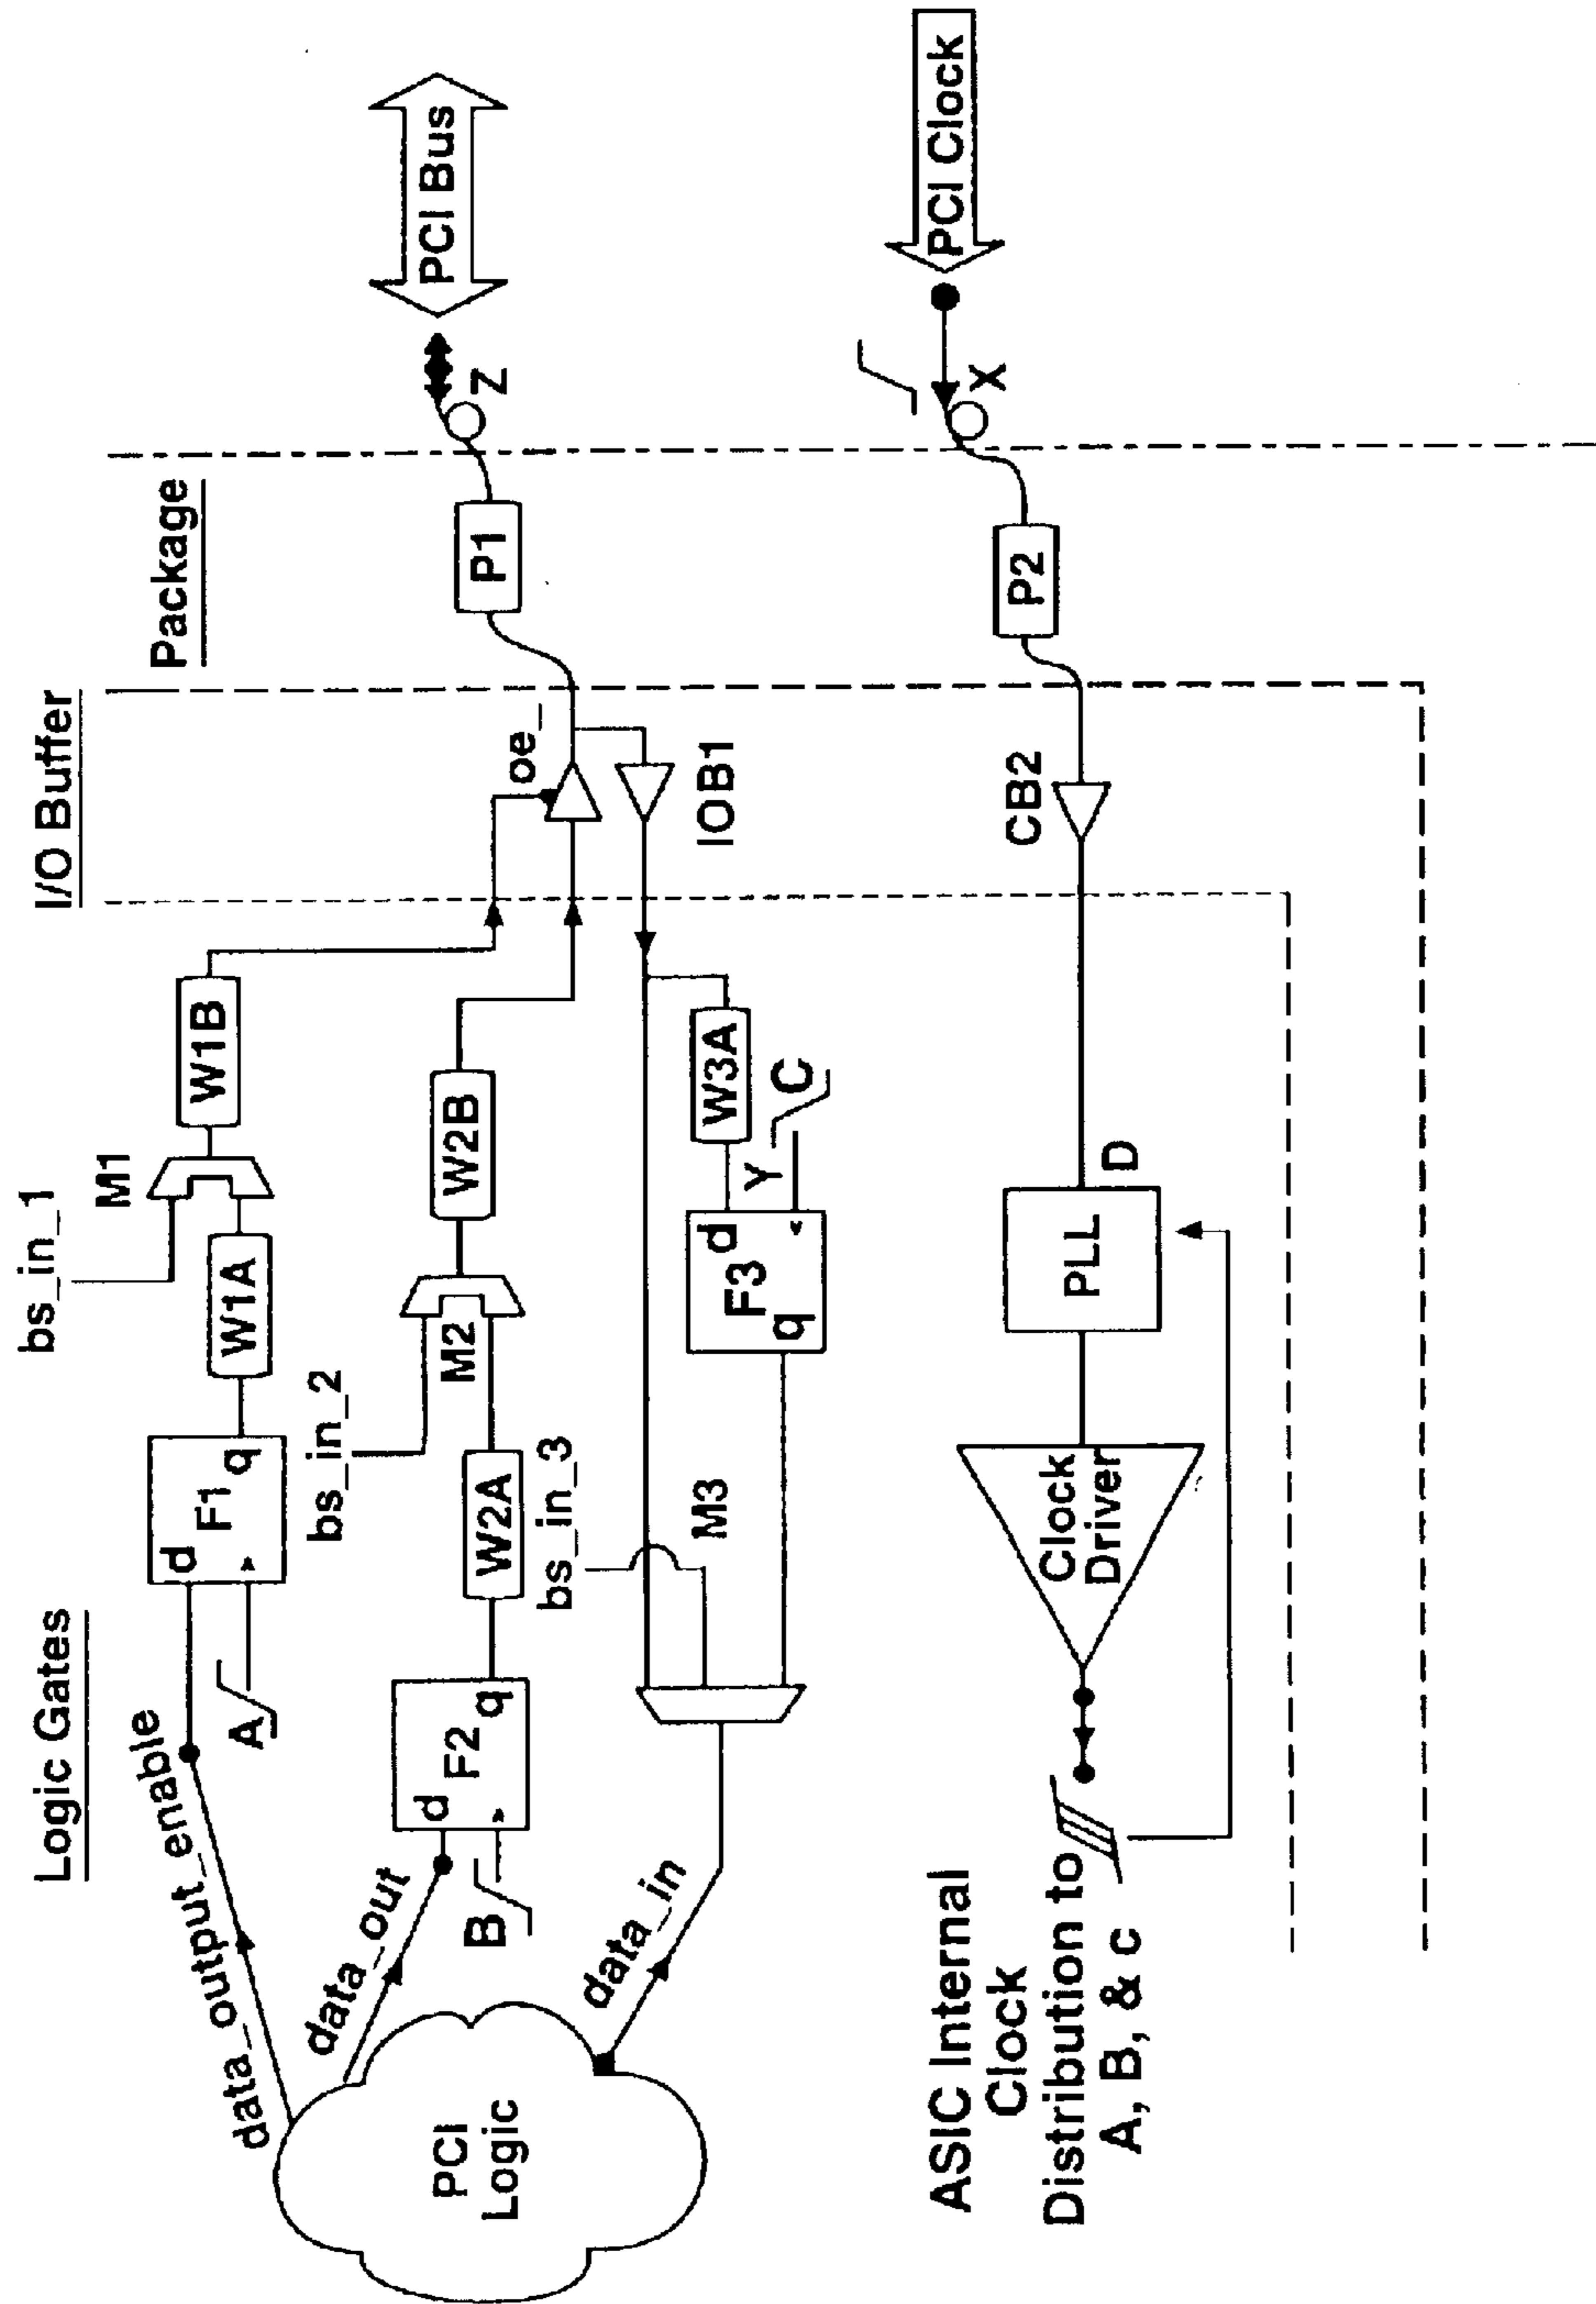 Logic Gates
I/O Buffer
Package
data_output_enable
d
F1
q
A
W1A
bs_in_1
M1
W1B
data_out
d
F2
q
B
W2A
bs_in_2
M2
W2B
oe_
P1
Z
PCI Bus
PCI
Logic
data_in
bs_in_3
M3
F3
d
q
Y
C
W3A
IOB1
ASIC Internal
Clock
Distribution to
A, B, & c
Clock
Driver
PLL
D
CB2
P2
X
PCI Clock